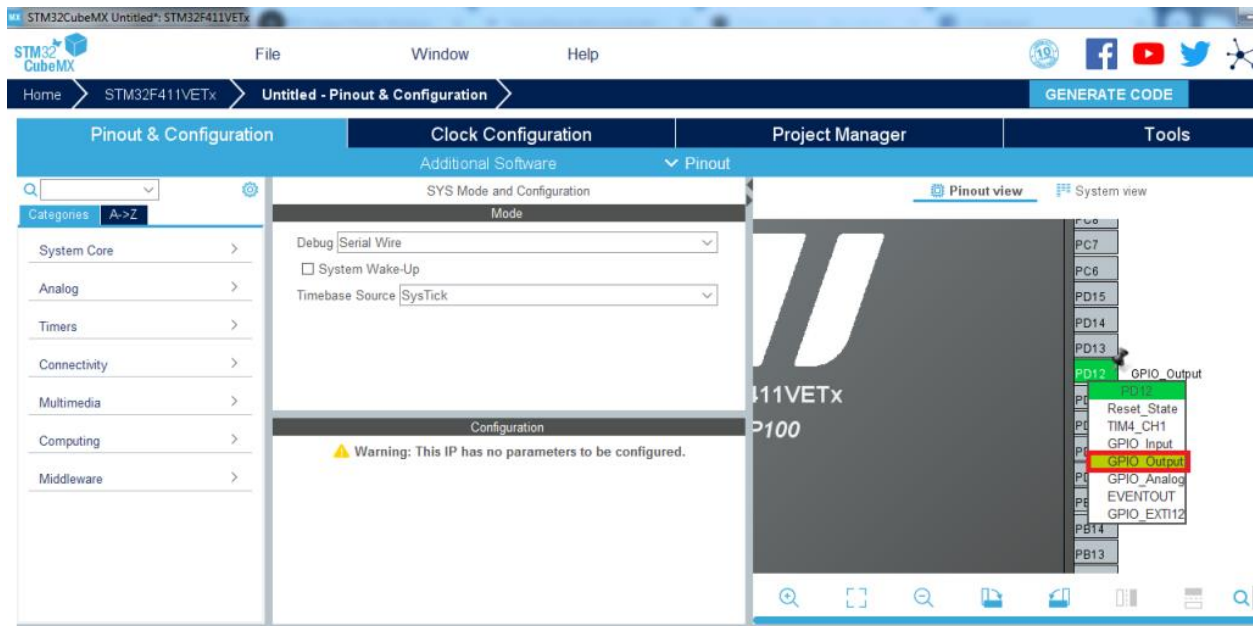 MX STM32CubeMX Untitled*: STM32F411VETx
STM32
CubeMX
File Window Help
10
Home STM32F411VETx Untitled - Pinout & Configuration GENERATE CODE
Pinout & Configuration Clock Configuration Project Manager Tools
Additional Software Pinout
Categories A->Z
System Core
Analog
Timers
Connectivity
Multimedia
Computing
Middleware
SYS Mode and Configuration
Mode
Debug Serial Wire
System Wake-Up
Timebase Source SysTick
Configuration
Warning: This IP has no parameters to be configured.
Pinout view System view
PC7
PC6
PD15
PD14
PD13
PD12 GPIO_Output
PD12
Reset_State
TIM4_CH1
GPIO_Input
GPIO_Output
GPIO_Analog
EVENTOUT
GPIO_EXTI12
PB14
PB13
411VETx
P100